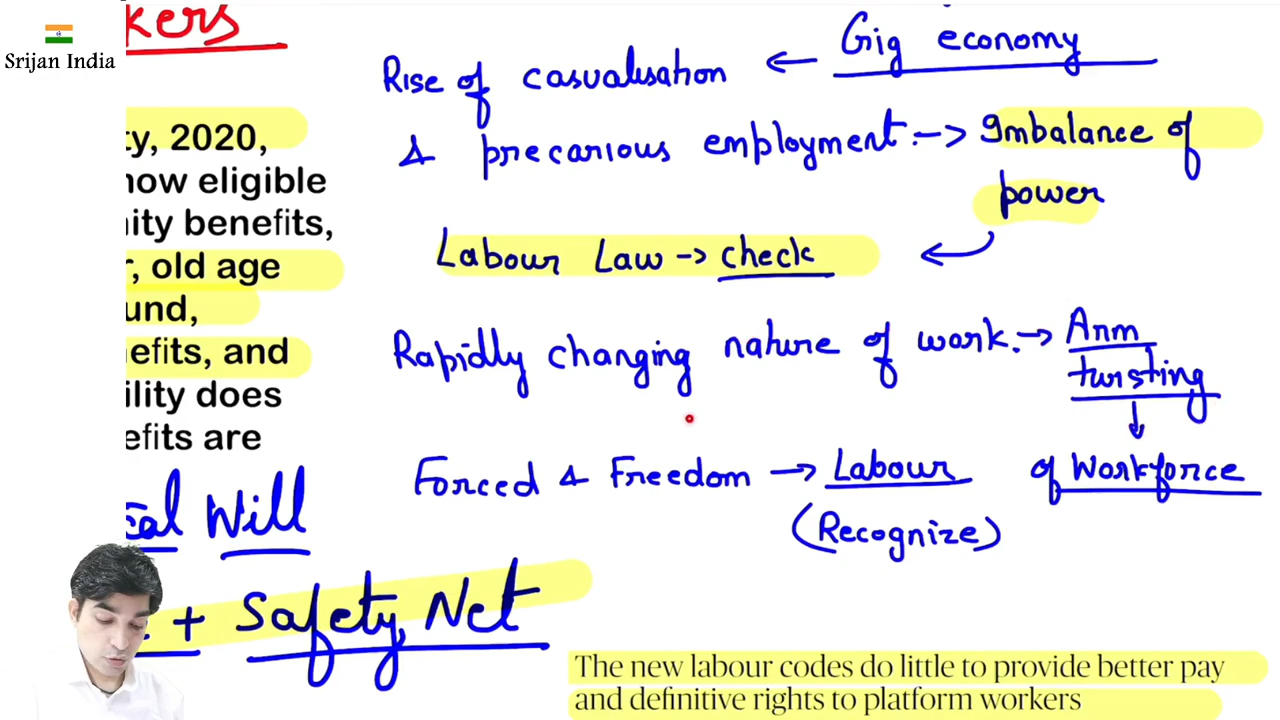 Srijan India
kers
ty, 2020,
now eligible
nity benefits,
r, old age
und,
nefits, and
ility does
efits are
Will
+ Safety Net
Gig economy
Rise of casualisation ←
& precarious employment. -> Imbalance of
power
Labour Law -> check ←
Rapidly changing nature of work. -> Arm
twisting
↓
Forced & Freedom -> Labour of Workforce
(Recognize)
The new labour codes do little to provide better pay
and definitive rights to platform workers